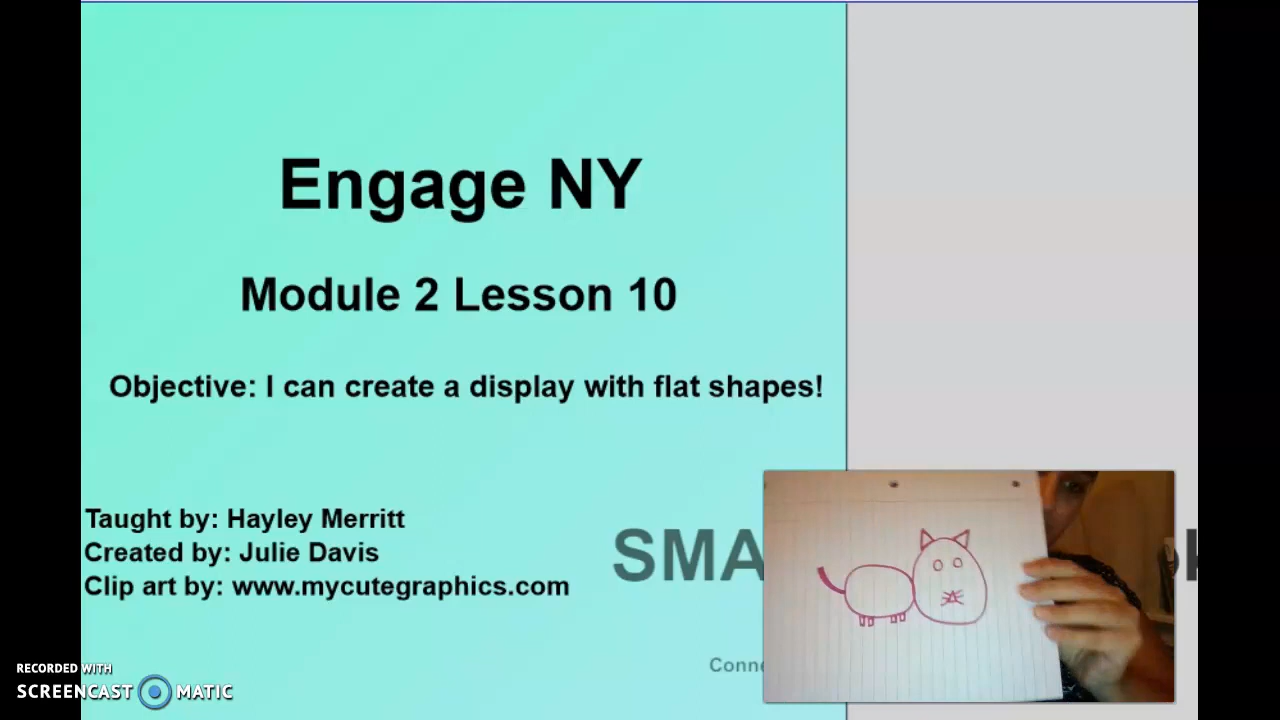 Engage NY
Module 2 Lesson 10
Objective: I can create a display with flat shapes!
Taught by: Hayley Merritt
Created by: Julie Davis
Clip art by: www.mycutegraphics.com
RECORDED WITH
SCREENCAST MATIC